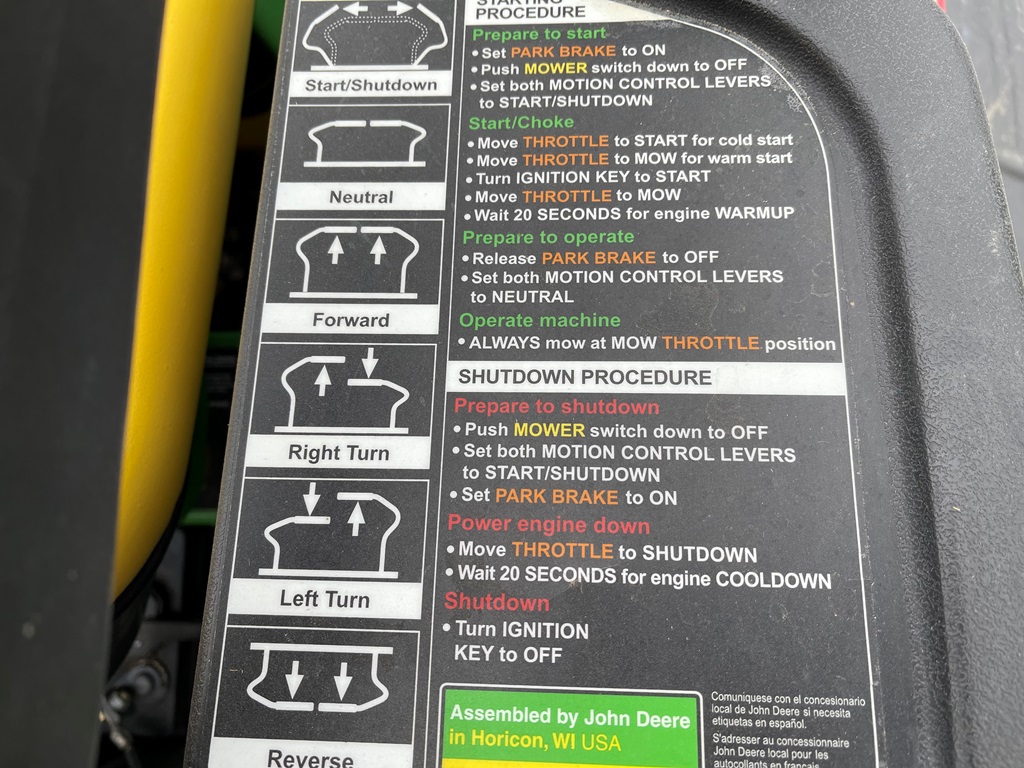 Start/Shutdown
Neutral
Forward
Right Turn
Left Turn
Reverse
STARTING
PROCEDURE
Prepare to start
• Set PARK BRAKE to ON
• Push MOWER switch down to OFF
• Set both MOTION CONTROL LEVERS
to START/SHUTDOWN
Start/Choke
• Move THROTTLE to START for cold start
• Move THROTTLE to MOW for warm start
• Turn IGNITION KEY to START
• Move THROTTLE to MOW
• Wait 20 SECONDS for engine WARMUP
Prepare to operate
• Release PARK BRAKE to OFF
• Set both MOTION CONTROL LEVERS
to NEUTRAL
Operate machine
• ALWAYS mow at MOW THROTTLE position
SHUTDOWN PROCEDURE
Prepare to shutdown
• Push MOWER switch down to OFF
• Set both MOTION CONTROL LEVERS
to START/SHUTDOWN
• Set PARK BRAKE to ON
Power engine down
• Move THROTTLE to SHUTDOWN
• Wait 20 SECONDS for engine COOLDOWN
Shutdown
• Turn IGNITION
KEY to OFF
Assembled by John Deere
in Horicon, WI USA
Comuniquese con el concesionario
local de John Deere si necesita
etiquetas en español.
S'adresser au concessionnaire
John Deere local pour les
autocollants en français